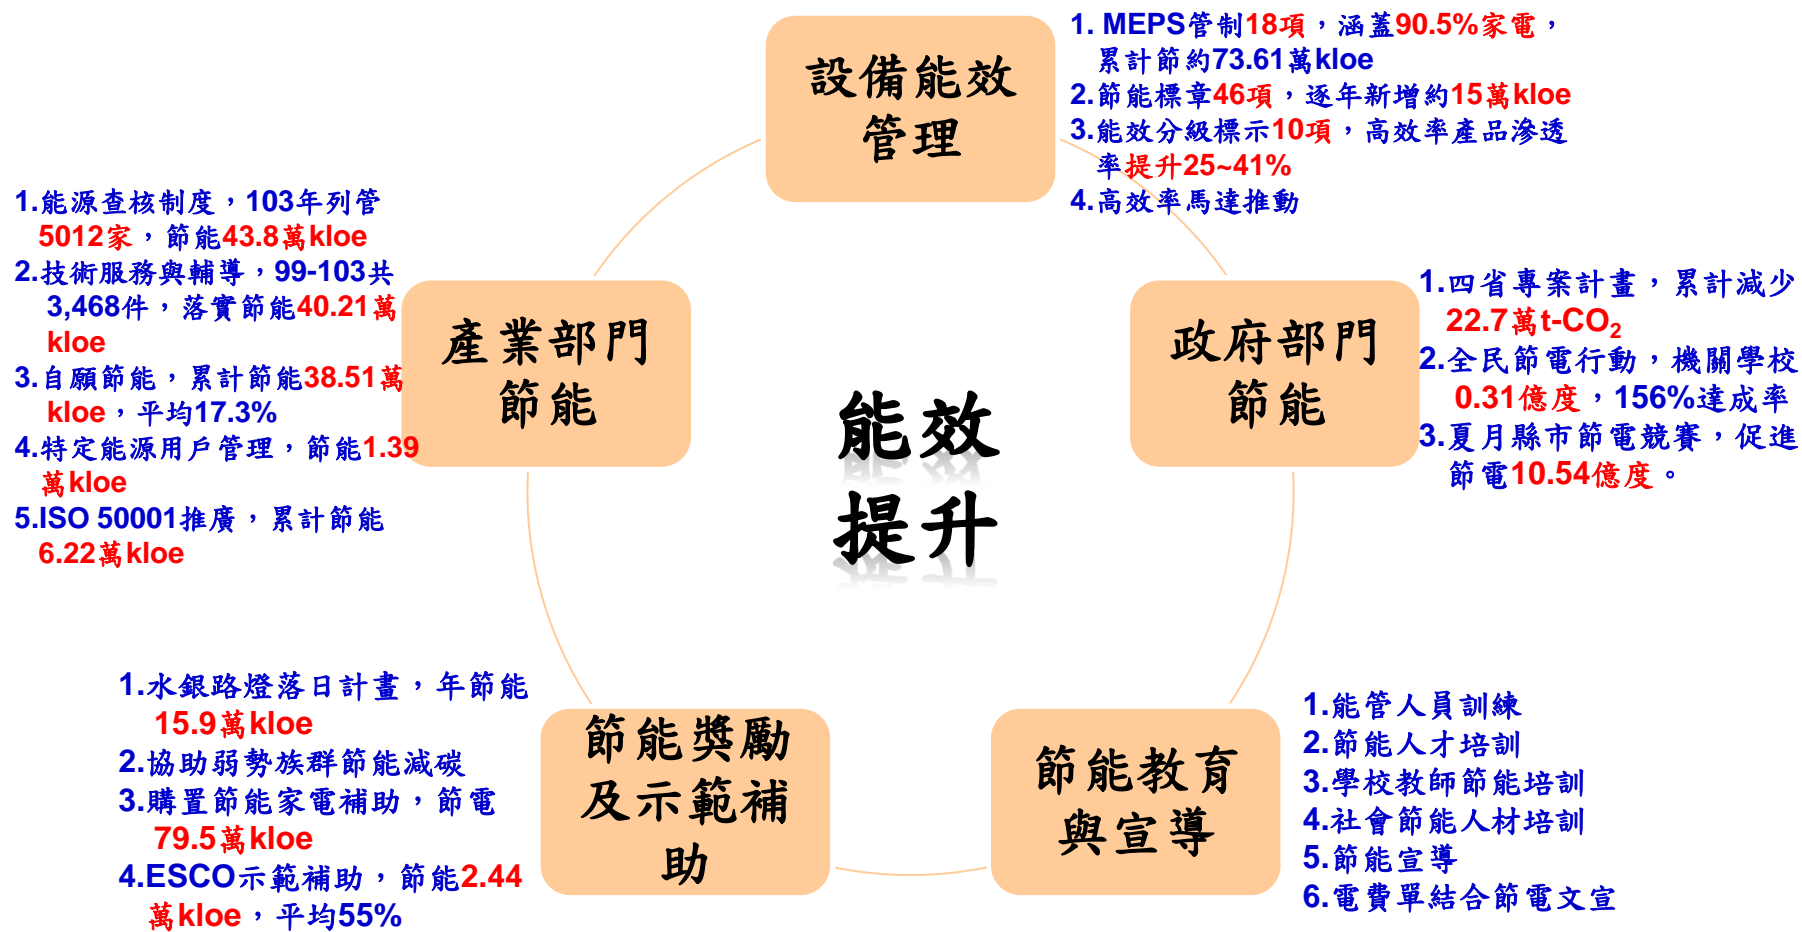 設備能效
管理
1. MEPS管制18項，涵蓋90.5%家電，
累計節約73.61萬kloe
2.節能標章46項，逐年新增約15萬kloe
3.能效分級標示10項，高效率產品滲透
率提升25~41%
4.高效率馬達推動
1.能源查核制度，103年列管
5012家，節能43.8萬kloe
2.技術服務與輔導，99-103共
3,468件，落實節能40.21萬
kloe
3.自願節能，累計節能38.51萬
kloe，平均17.3%
4.特定能源用戶管理，節能1.39
萬kloe
5.ISO 50001推廣，累計節能
6.22萬kloe
產業部門
節能
能效
提升
政府部門
節能
1.四省專案計畫，累計減少
22.7萬t-CO₂
2.全民節電行動，機關學校
0.31億度，156%達成率
3.夏月縣市節電競賽，促進
節電10.54億度。
1.水銀路燈落日計畫，年節能
15.9萬kloe
2.協助弱勢族群節能減碳
3.購置節能家電補助，節電
79.5萬kloe
4.ESCO示範補助，節能2.44
萬kloe，平均55%
節能獎勵
及示範補
助
節能教育
與宣導
1.能管人員訓練
2.節能人才培訓
3.學校教師節能培訓
4.社會節能人材培訓
5.節能宣導
6.電費單結合節電文宣